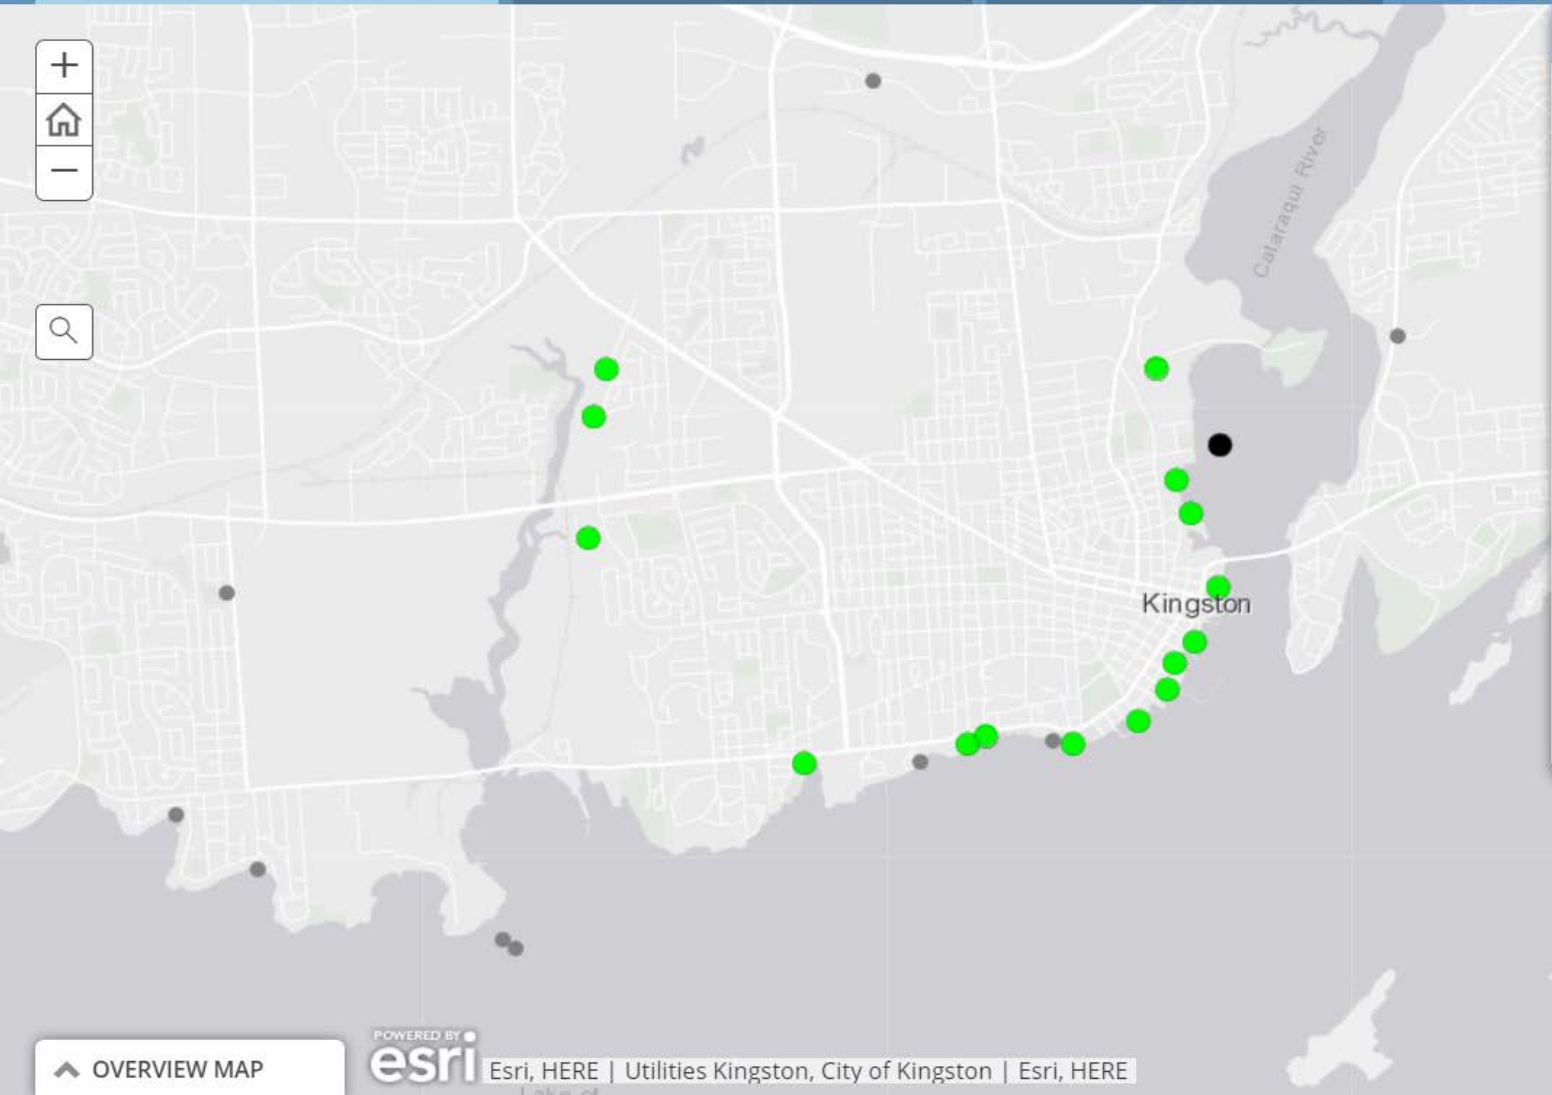 Cataraqui River
Kingston
OVERVIEW MAP
POWERED BY
esri
Esri, HERE | Utilities Kingston, City of Kingston | Esri, HERE